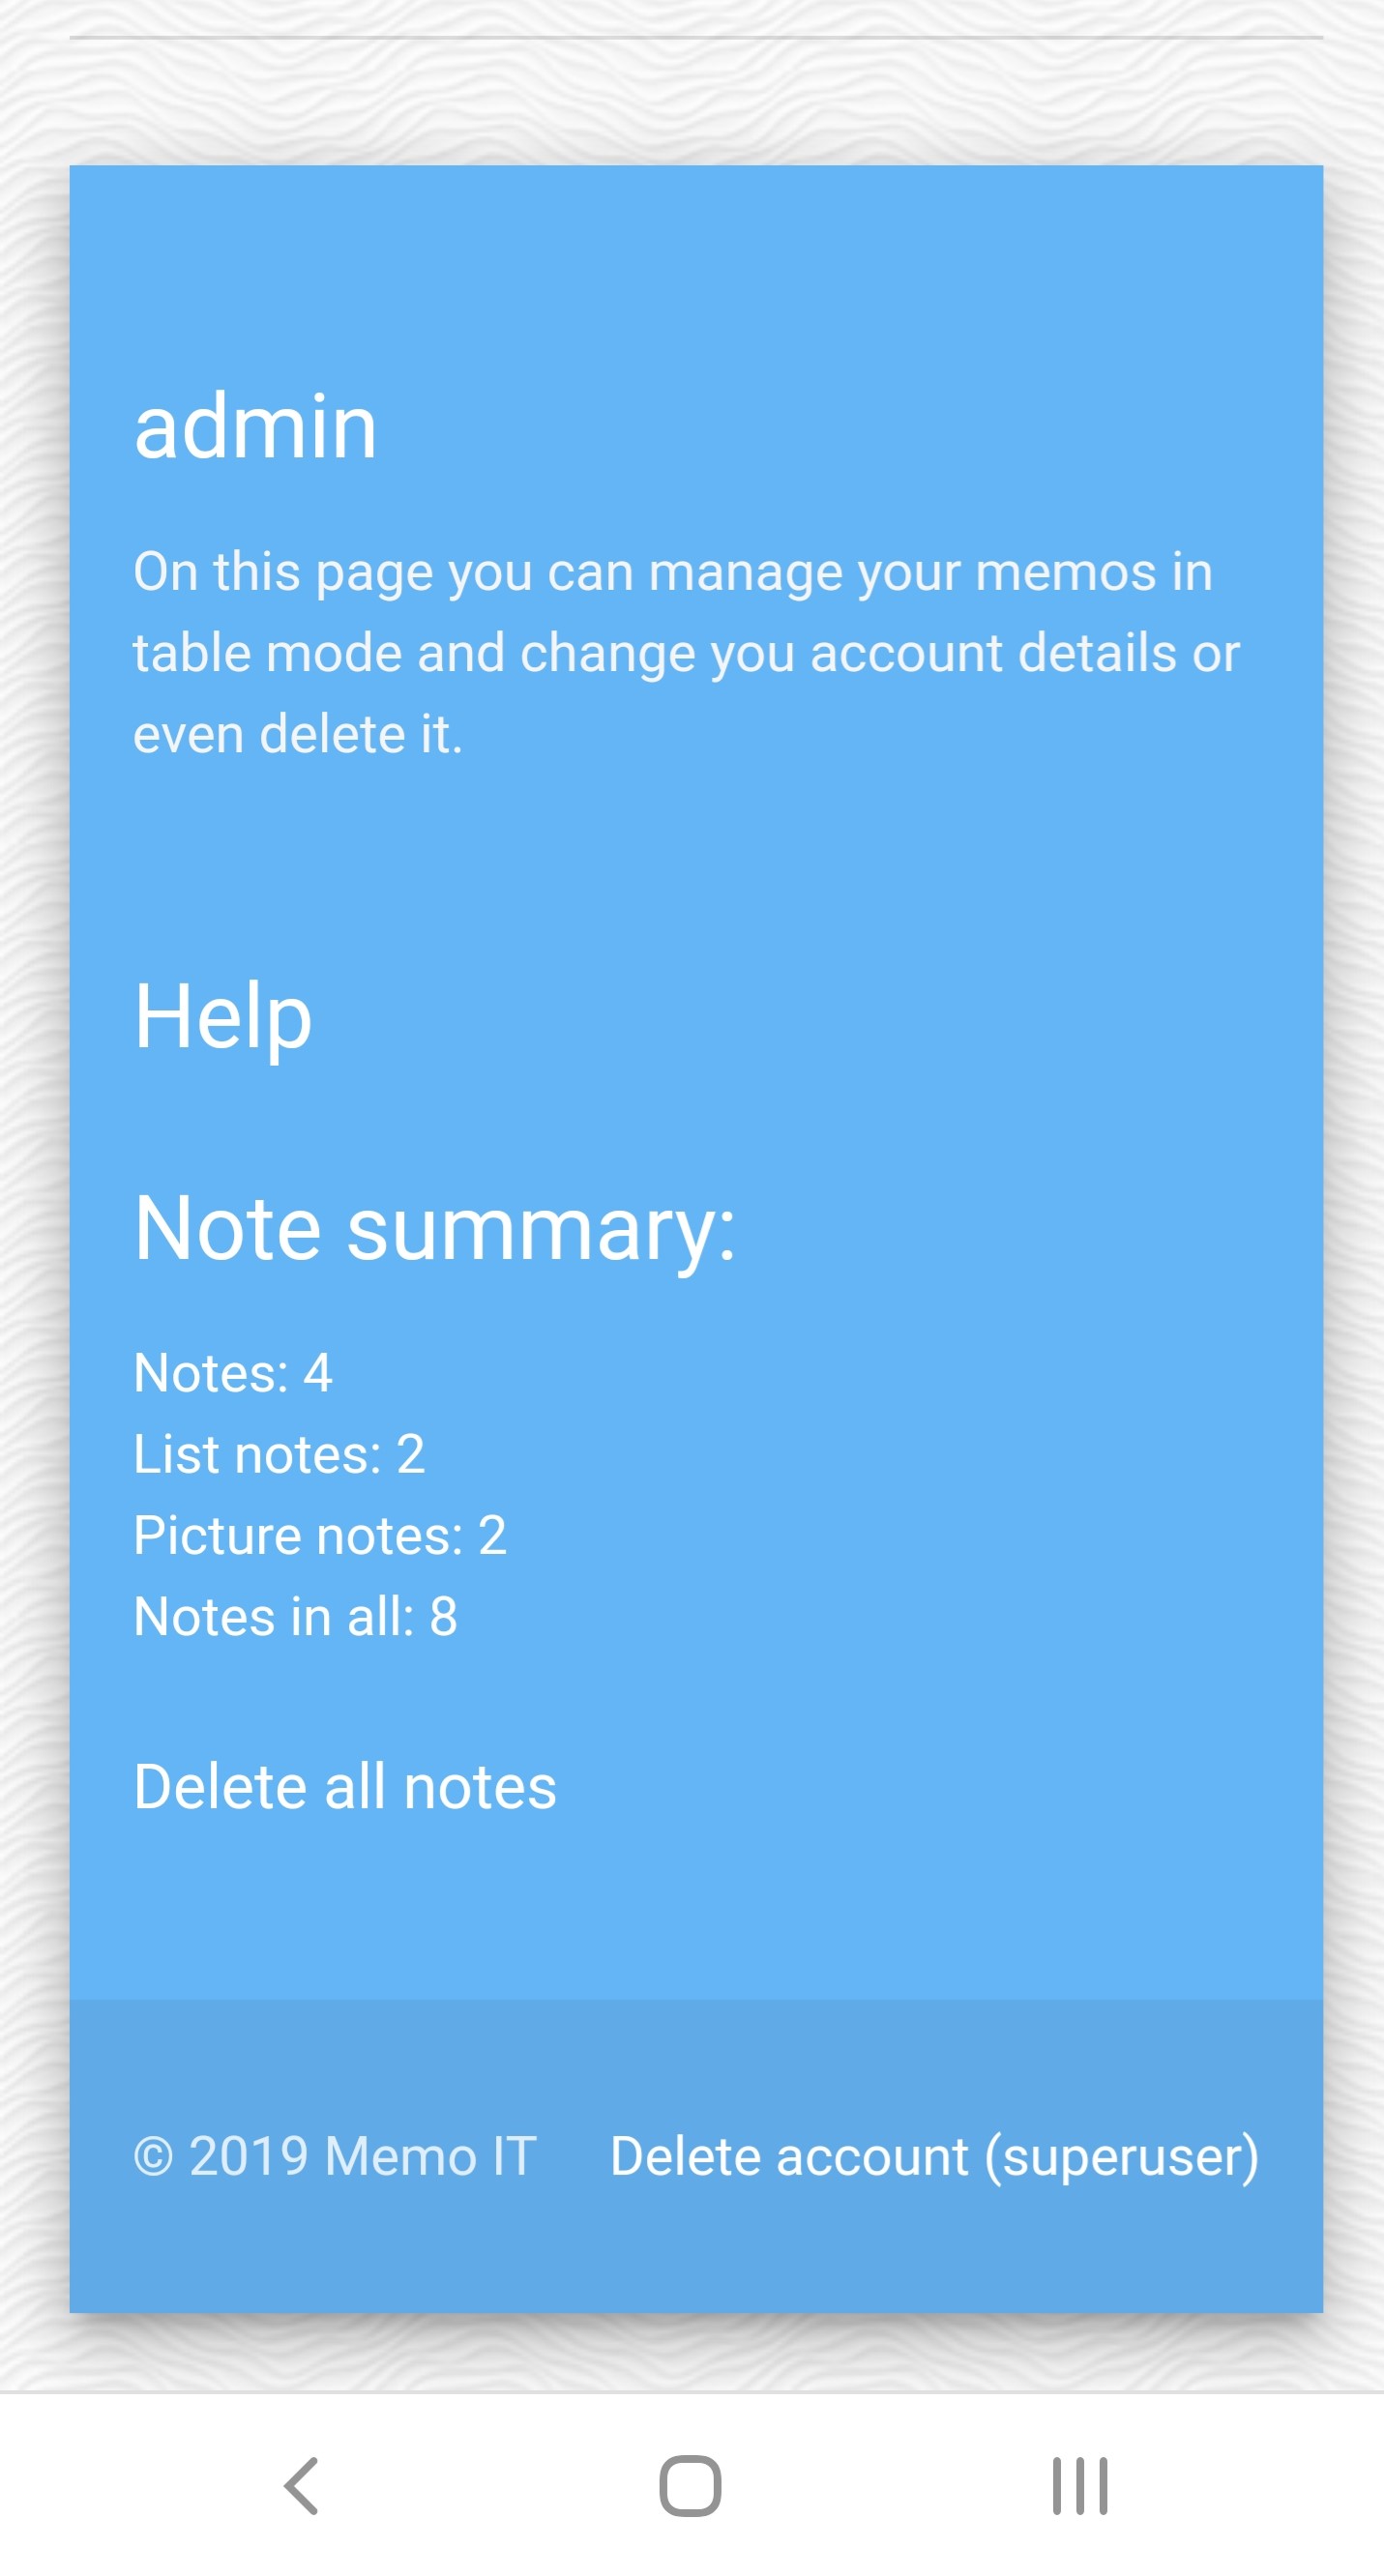 admin
On this page you can manage your memos in
table mode and change you account details or
even delete it.
Help
Note summary:
Notes: 4
List notes: 2
Picture notes: 2
Notes in all: 8
Delete all notes
© 2019 Memo IT Delete account (superuser)